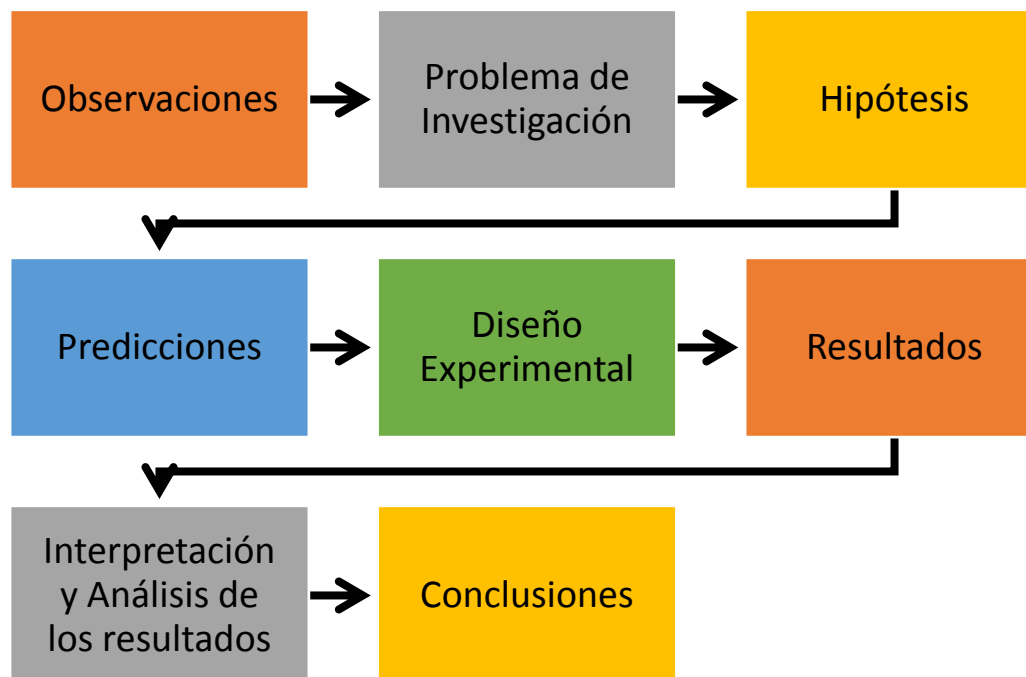 Observaciones
Problema de
Investigación
Hipótesis
Predicciones
Diseño
Experimental
Resultados
Interpretación
y Análisis de
los resultados
Conclusiones